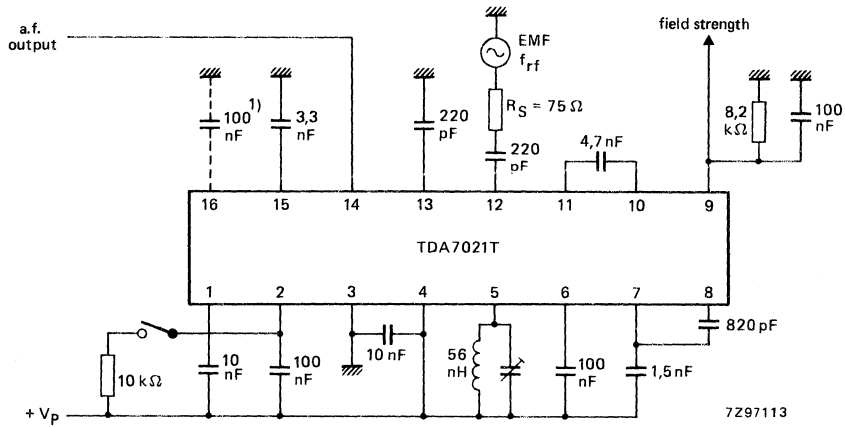 a.f.
output
EMF
f rf
R S = 75 Ω
field strength
100 1)
nF
3,3
nF
220
pF
220
pF
4,7 nF
8,2
kΩ
100
nF
16 15 14 13 12 11 10 9
TDA7021T
1 2 3 4 5 6 7 8
10 kΩ
10
nF
100
nF
10 nF
56
nH
100
nF
1,5 nF
820 pF
+ V P
7Z97113